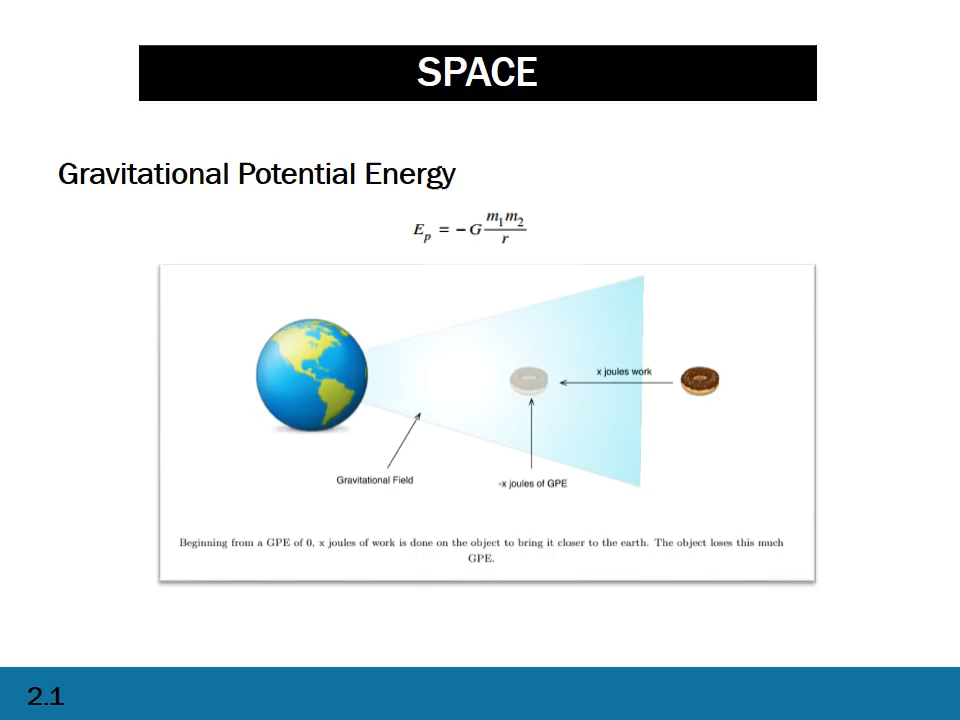 SPACE
Gravitational Potential Energy
E_p = −G m₁m₂/r
x joules work
Gravitational Field
-x joules of GPE
Beginning from a GPE of 0, x joules of work is done on the object to bring it closer to the earth. The object loses this much
GPE.
2.1